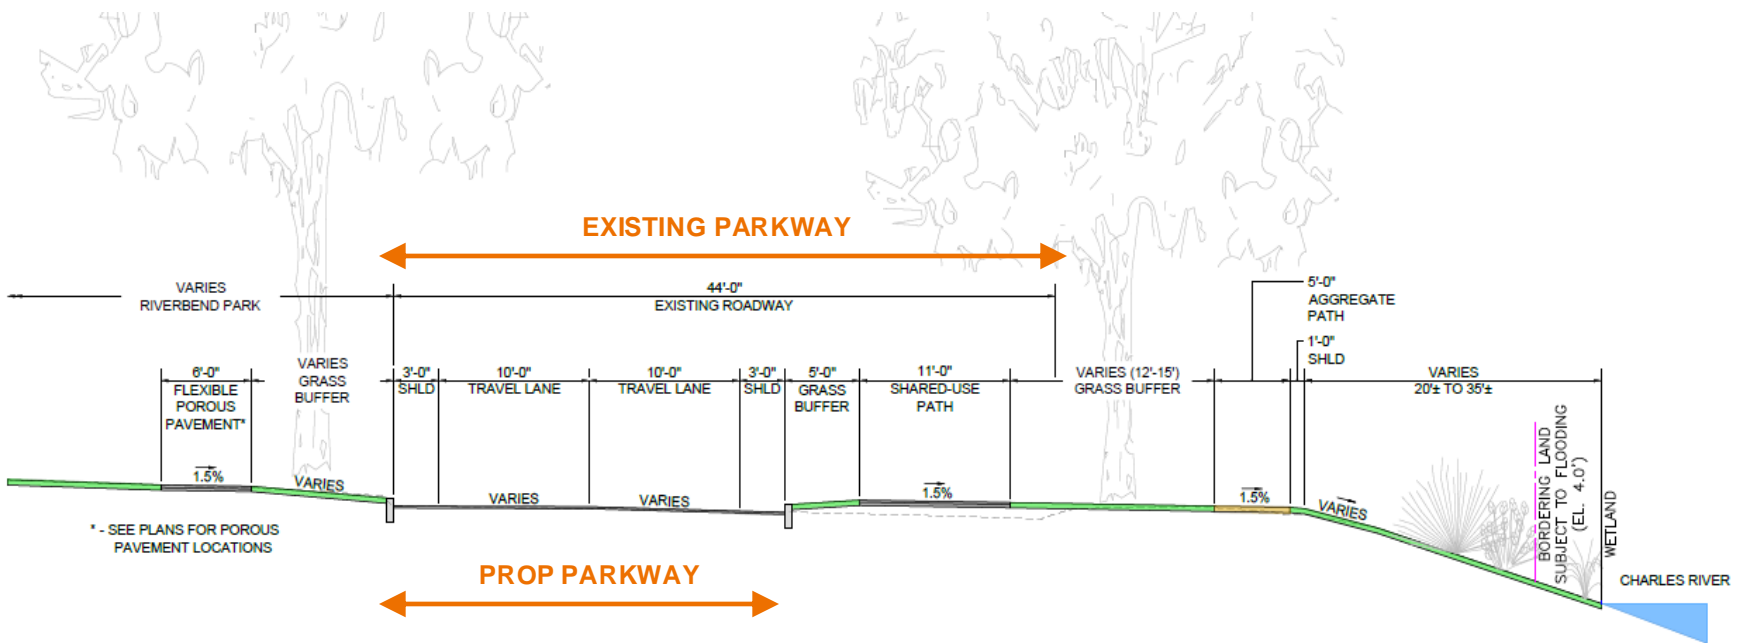 EXISTING PARKWAY
VARIES
RIVERBEND PARK
44'-0"
EXISTING ROADWAY
5'-0"
AGGREGATE
PATH
1'-0"
SHLD
6'-0"
FLEXIBLE
POROUS
PAVEMENT*
VARIES
GRASS
BUFFER
3'-0"
SHLD
10'-0"
TRAVEL LANE
10'-0"
TRAVEL LANE
3'-0"
SHLD
5'-0"
GRASS
BUFFER
11'-0"
SHARED-USE
PATH
VARIES (12'-15')
GRASS BUFFER
VARIES
20'± TO 35'±
1.5%
VARIES
VARIES
VARIES
1.5%
1.5%
VARIES
BORDERING LAND
SUBJECT TO FLOODING
(EL. 4.0')
WETLAND
* - SEE PLANS FOR POROUS
PAVEMENT LOCATIONS
PROP PARKWAY
CHARLES RIVER